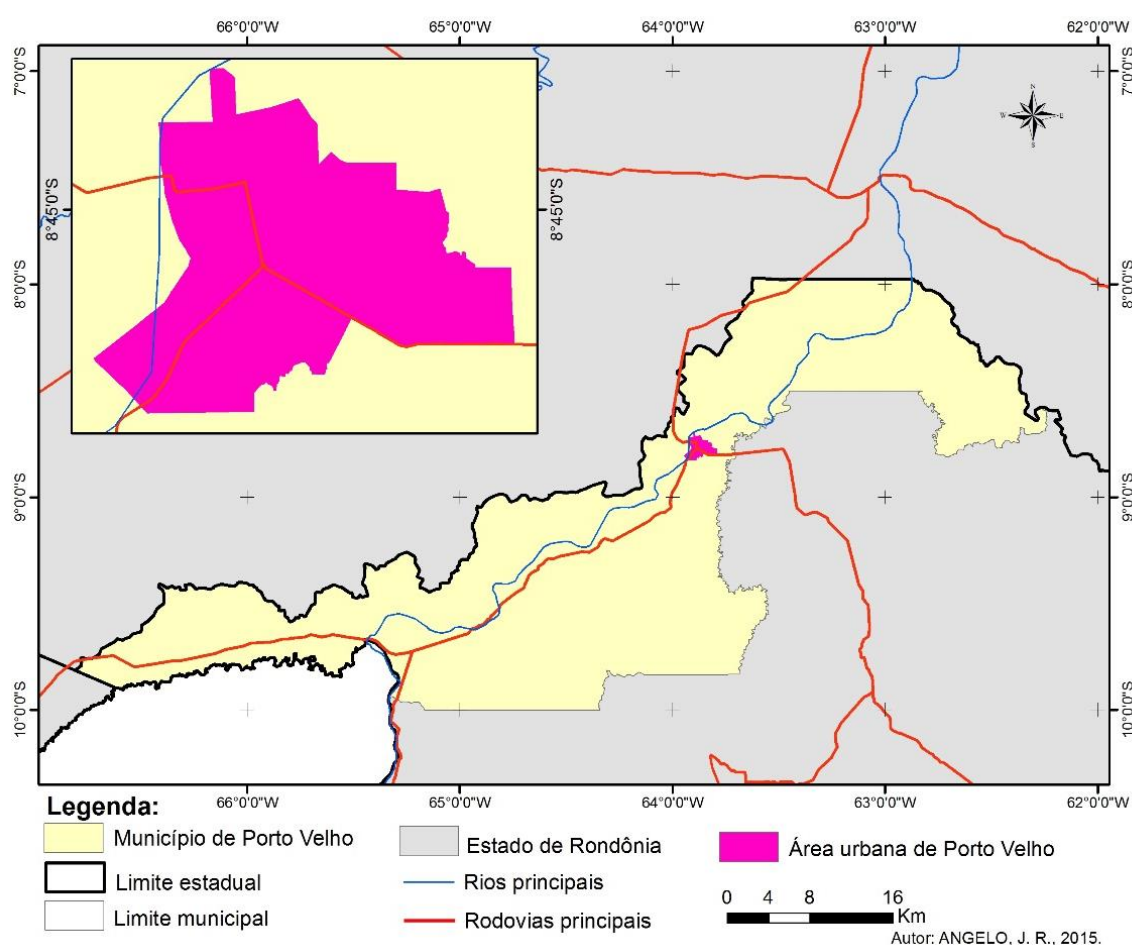 66°0'0"W 65°0'0"W 64°0'0"W 63°0'0"W 62°0'0"W
7°0'0"S 7°0'0"S
N
W E
S
8°45'0"S 8°45'0"S
8°0'0"S 8°0'0"S
9°0'0"S 9°0'0"S
10°0'0"S 10°0'0"S
66°0'0"W 65°0'0"W 64°0'0"W 63°0'0"W 62°0'0"W
Legenda:
Município de Porto Velho Estado de Rondônia Área urbana de Porto Velho
Limite estadual Rios principais
0 4 8 16
Km
Limite municipal Rodovias principais
Autor: ANGELO, J. R., 2015.